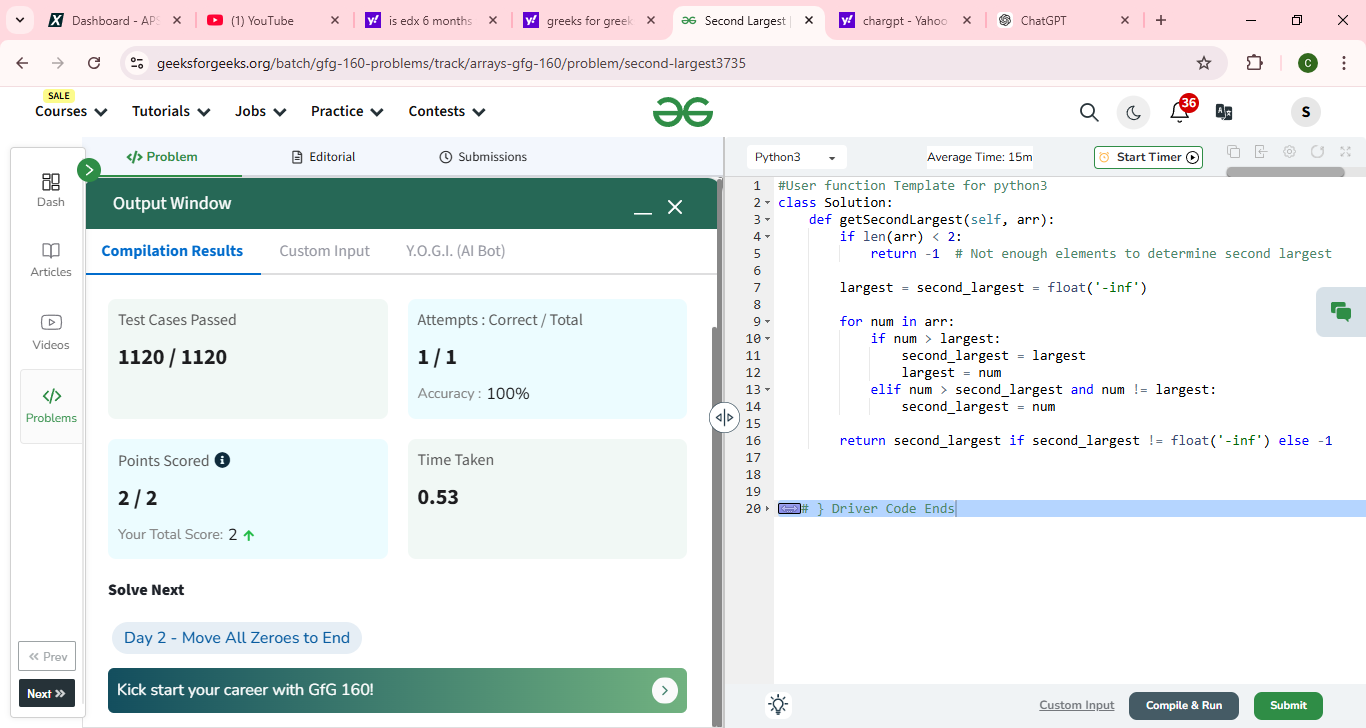 Dashboard - APS
(1) YouTube
is edx 6 months
greeks for greek
Second Largest |
chargpt - Yahoo
ChatGPT
geeksforgeeks.org/batch/gfg-160-problems/track/arrays-gfg-160/problem/second-largest3735
C
SALE
Courses
Tutorials
Jobs
Practice
Contests
36
S
Dash
Articles
Videos
</>
Problems
<< Prev
Next >>
</> Problem
Editorial
Submissions
Output Window
Compilation Results
Custom Input
Y.O.G.I. (AI Bot)
Test Cases Passed
1120 / 1120
Attempts : Correct / Total
1 / 1
Accuracy : 100%
Points Scored
2 / 2
Your Total Score: 2
Time Taken
0.53
Solve Next
Day 2 - Move All Zeroes to End
Kick start your career with GfG 160!
Python3
Average Time: 15m
Start Timer
1 #User function Template for python3
2 class Solution:
3 def getSecondLargest(self, arr):
4 if len(arr) < 2:
5 return -1 # Not enough elements to determine second largest
6
7 largest = second_largest = float('-inf')
8
9 for num in arr:
10 if num > largest:
11 second_largest = largest
12 largest = num
13 elif num > second_largest and num != largest:
14 second_largest = num
15
16 return second_largest if second_largest != float('-inf') else -1
17
18
19
20 # } Driver Code Ends
Custom Input
Compile & Run
Submit